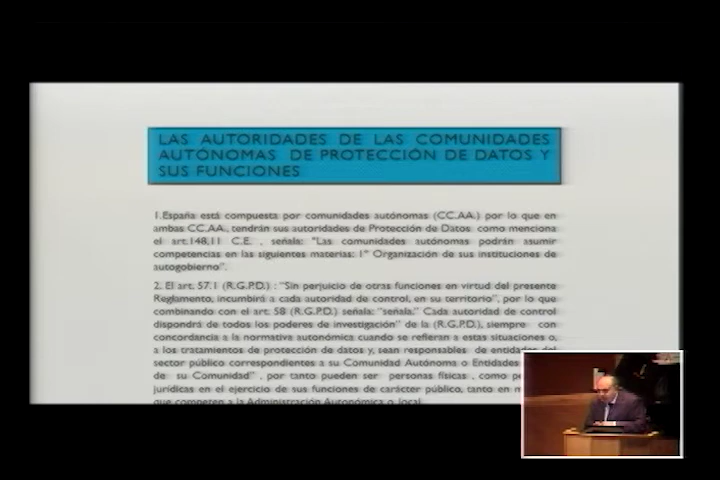 LAS AUTORIDADES DE LAS COMUNIDADES
AUTÓNOMAS DE PROTECCIÓN DE DATOS Y
SUS FUNCIONES
1.España está compuesta por comunidades autónomas (CC.AA.) por lo que en
ambas CC.AA., tendrán sus autoridades de Protección de Datos como menciona
el art.148,11 C.E. , señala: "Las comunidades autónomas podrán asumir
competencias en las siguientes materias: 1º Organización de sus instituciones de
autogobierno".
2. El art. 57.1 (R.G.P.D.) : "Sin perjuicio de otras funciones en virtud del presente
Reglamento, incumbirá a cada autoridad de control, en su territorio", por lo que
combinando con el art. 58 (R.G.P.D.) señala: "señala." Cada autoridad de control
dispondrá de todos los poderes de investigación" de la (R.G.P.D.), siempre con
concordancia a la normativa autonómica cuando se refieran a estas situaciones o,
a los tratamientos de protección de datos y, sean responsables de entidades del
sector público correspondientes a su Comunidad Autónoma o Entidades
de su Comunidad" , por tanto pueden ser personas físicas , como
jurídicas en el ejercicio de sus funciones de carácter público, tanto en
que competen a la Administración Autonómica o local.